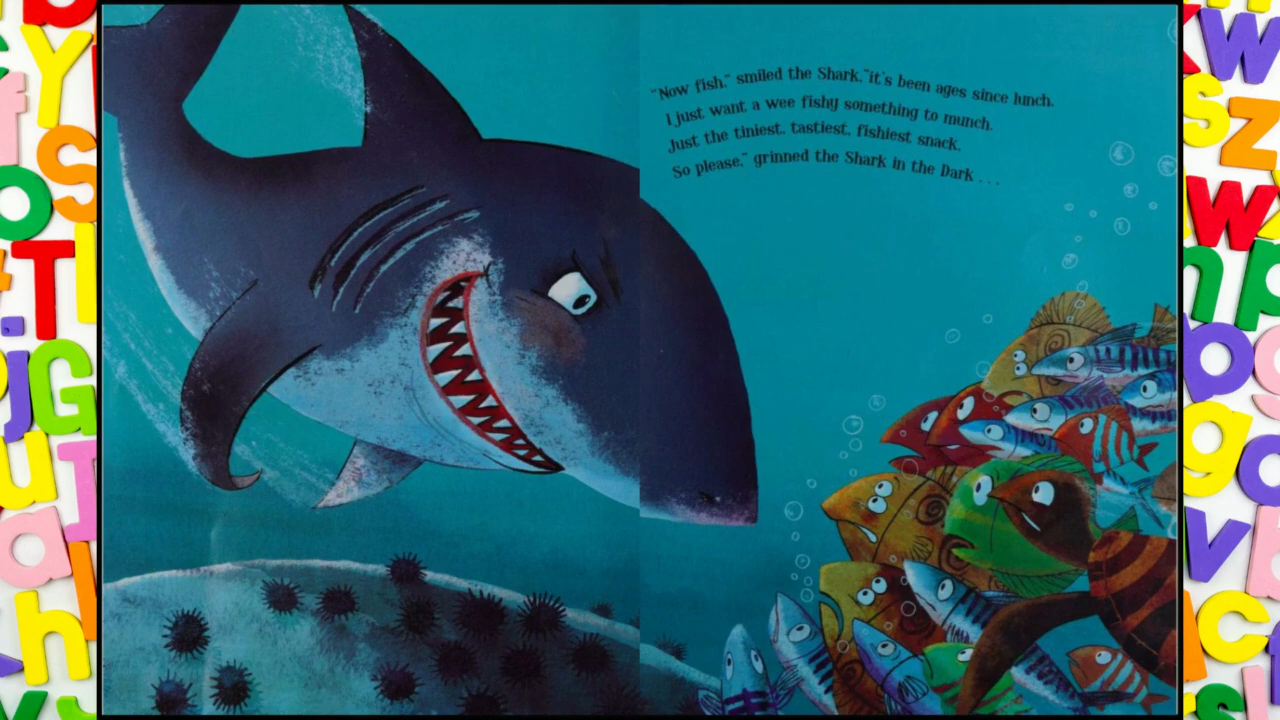 "Now fish," smiled the Shark, "it's been ages since lunch.
I just want a wee fishy something to munch.
Just the tiniest, tastiest, fishiest snack.
So please," grinned the Shark in the Dark . . .